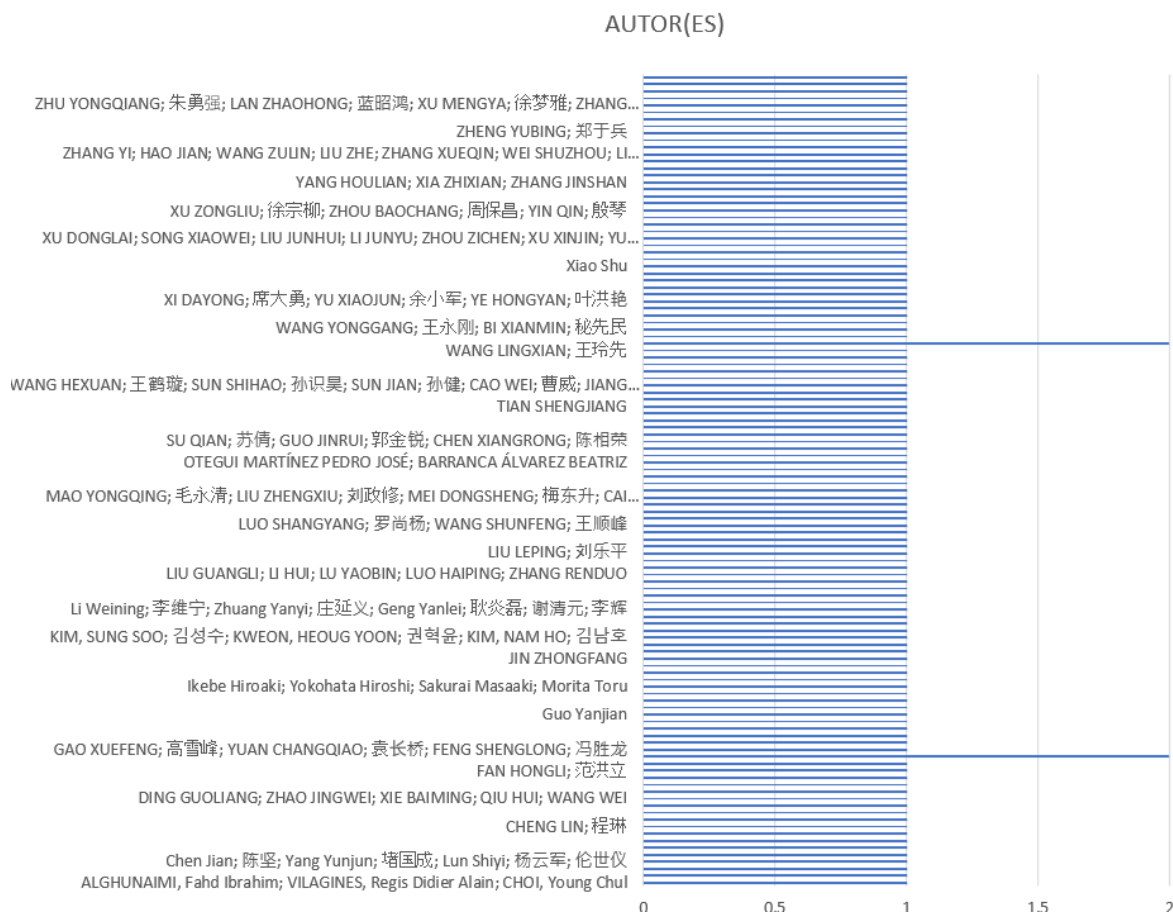 AUTOR(ES)
ZHU YONGQIANG; 朱勇强; LAN ZHAOHONG; 蓝昭鸿; XU MENGYA; 徐梦雅; ZHANG...
ZHENG YUBING; 郑于兵
ZHANG YI; HAO JIAN; WANG ZULIN; LIU ZHE; ZHANG XUEQIN; WEI SHUZHOU; LI...
YANG HOULIAN; XIA ZHIXIAN; ZHANG JINSHAN
XU ZONGLIU; 徐宗柳; ZHOU BAOCHANG; 周保昌; YIN QIN; 殷琴
XU DONGLAI; SONG XIAOWEI; LIU JUNHUI; LI JUNYU; ZHOU ZICHEN; XU XINJIN; YU...
Xiao Shu
XI DAYONG; 席大勇; YU XIAOJUN; 余小军; YE HONGYAN; 叶洪艳
WANG YONGGANG; 王永刚; BI XIANMIN; 秘先民
WANG LINGXIAN; 王玲先
WANG HEXUAN; 王鹤璇; SUN SHIHAO; 孙识昊; SUN JIAN; 孙健; CAO WEI; 曹威; JIANG...
TIAN SHENGJIANG
SU QIAN; 苏倩; GUO JINRUI; 郭金锐; CHEN XIANGRONG; 陈相荣
OTEGUI MARTÍNEZ PEDRO JOSÉ; BARRANCA ÁLVAREZ BEATRIZ
MAO YONGQING; 毛永清; LIU ZHENGXIU; 刘政修; MEI DONGSHENG; 梅东升; CAI...
LUO SHANGYANG; 罗尚杨; WANG SHUNFENG; 王顺峰
LIU LEPING; 刘乐平
LIU GUANGLI; LI HUI; LU YAOBIN; LUO HAIPING; ZHANG RENDUO
Li Weining; 李维宁; Zhuang Yanyi; 庄延义; Geng Yanlei; 耿炎磊; 谢清元; 李辉
KIM, SUNG SOO; 김성수; KWEON, HEOUG YOON; 권혁윤; KIM, NAM HO; 김남호
JIN ZHONGFANG
Ikebe Hiroaki; Yokohata Hiroshi; Sakurai Masaaki; Morita Toru
Guo Yanjian
GAO XUEFENG; 高雪峰; YUAN CHANGQIAO; 袁长桥; FENG SHENGLONG; 冯胜龙
FAN HONGLI; 范洪立
DING GUOLIANG; ZHAO JINGWEI; XIE BAIMING; QIU HUI; WANG WEI
CHENG LIN; 程琳
Chen Jian; 陈坚; Yang Yunjun; 堵国成; Lun Shiyi; 杨云军; 伦世仪
ALGHUNAIMI, Fahd Ibrahim; VILAGINES, Regis Didier Alain; CHOI, Young Chul
0 0.5 1 1.5 2